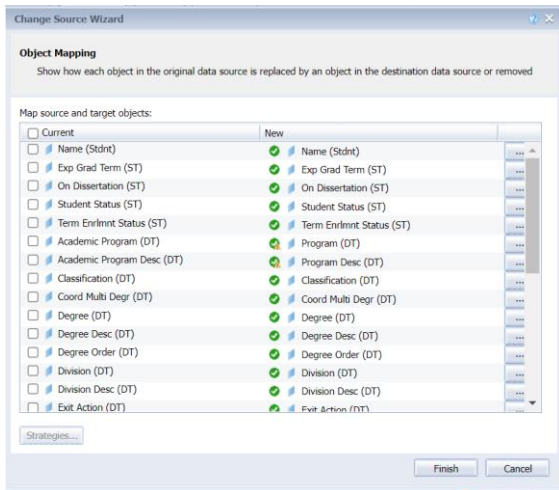 Change Source Wizard
Object Mapping
Show how each object in the original data source is replaced by an object in the destination data source or removed
Map source and target objects:
Current New
Name (Stdnt) Name (Stdnt) ...
Exp Grad Term (ST) Exp Grad Term (ST) ...
On Dissertation (ST) On Dissertation (ST) ...
Student Status (ST) Student Status (ST) ...
Term Enrlmnt Status (ST) Term Enrlmnt Status (ST) ...
Academic Program (DT) Program (DT) ...
Academic Program Desc (DT) Program Desc (DT) ...
Classification (DT) Classification (DT) ...
Coord Multi Degr (DT) Coord Multi Degr (DT) ...
Degree (DT) Degree (DT) ...
Degree Desc (DT) Degree Desc (DT) ...
Degree Order (DT) Degree Order (DT) ...
Division (DT) Division (DT) ...
Division Desc (DT) Division Desc (DT) ...
Exit Action (DT) Exit Action (DT) ...
Strategies...
Finish Cancel